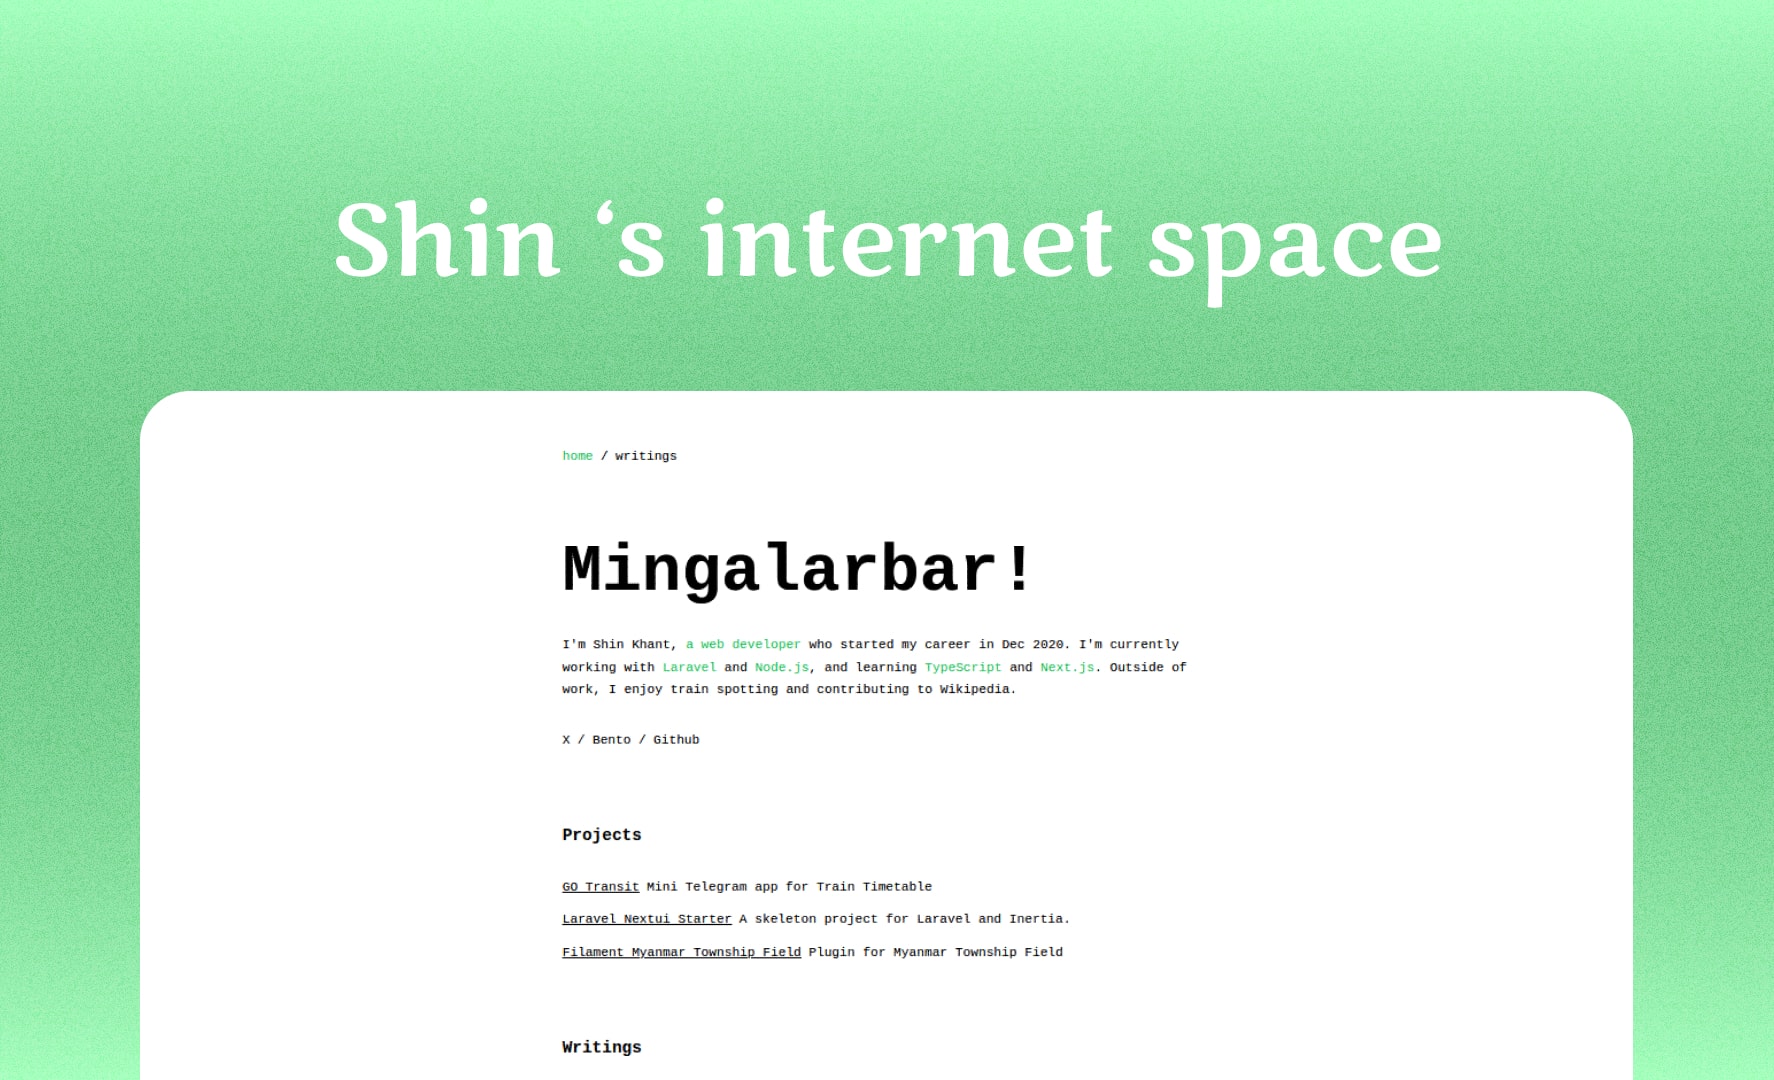 Shin ‘s internet space
home / writings
Mingalarbar!
I'm Shin Khant, a web developer who started my career in Dec 2020. I'm currently
working with Laravel and Node.js, and learning TypeScript and Next.js. Outside of
work, I enjoy train spotting and contributing to Wikipedia.
X / Bento / Github
Projects
GO Transit Mini Telegram app for Train Timetable
Laravel Nextui Starter A skeleton project for Laravel and Inertia.
Filament Myanmar Township Field Plugin for Myanmar Township Field
Writings